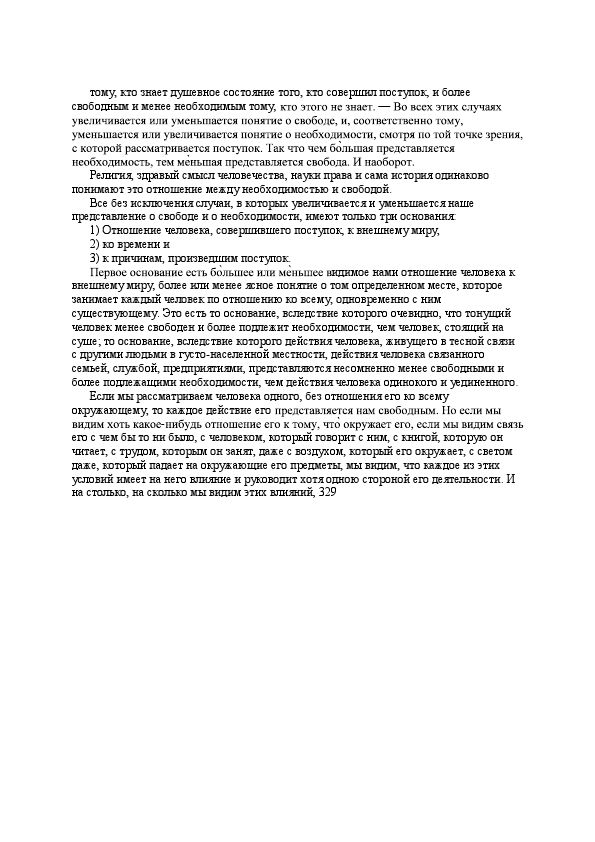 тому, кто знает душевное состояние того, кто совершил поступок, и более
свободным и менее необходимым тому, кто этого не знает. — Во всех этих случаях
увеличивается или уменьшается понятие о свободе, и, соответственно тому,
уменьшается или увеличивается понятие о необходимости, смотря по той точке зрения,
с которой рассматривается поступок. Так что чем бо̀льшая представляется
необходимость, тем мѐньшая представляется свобода. И наоборот.
Религия, здравый смысл человечества, науки права и сама история одинаково
понимают это отношение между необходимостью и свободой.
Все без исключения случаи, в которых увеличивается и уменьшается наше
представление о свободе и о необходимости, имеют только три основания:
1) Отношение человека, совершившего поступок, к внешнему миру,
2) ко времени и
3) к причинам, произведшим поступок.
Первое основание есть бо̀льшее или мѐньшее видимое нами отношение человека к
внешнему миру, более или менее ясное понятие о том определенном месте, которое
занимает каждый человек по отношению ко всему, одновременно с ним
существующему. Это есть то основание, вследствие которого очевидно, что тонущий
человек менее свободен и более подлежит необходимости, чем человек, стоящий на
суше; то основание, вследствие которого действия человека, живущего в тесной связи
с другими людьми в густо-населенной местности, действия человека связанного
семьей, службой, предприятиями, представляются несомненно менее свободными и
более подлежащими необходимости, чем действия человека одинокого и уединенного.
Если мы рассматриваем человека одного, без отношения его ко всему
окружающему, то каждое действие его представляется нам свободным. Но если мы
видим хоть какое-нибудь отношение его к тому, что̀ окружает его, если мы видим связь
его с чем бы то ни было, с человеком, который говорит с ним, с книгой, которую он
читает, с трудом, которым он занят, даже с воздухом, который его окружает, с светом
даже, который падает на окружающие его предметы, мы видим, что каждое из этих
условий имеет на него влияние и руководит хотя одною стороной его деятельности. И
на столько, на сколько мы видим этих влияний, 329